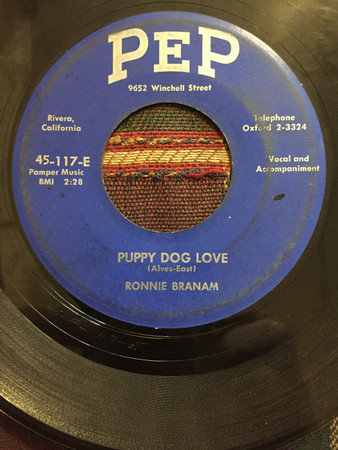 PEP
9652 Winchell Street
Rivera,
California
Telephone
Oxford 2-3324
45-117-E
Pamper Music
BMI 2:28
Vocal and
Accompaniment
PUPPY DOG LOVE
(Alves-East)
RONNIE BRANAM